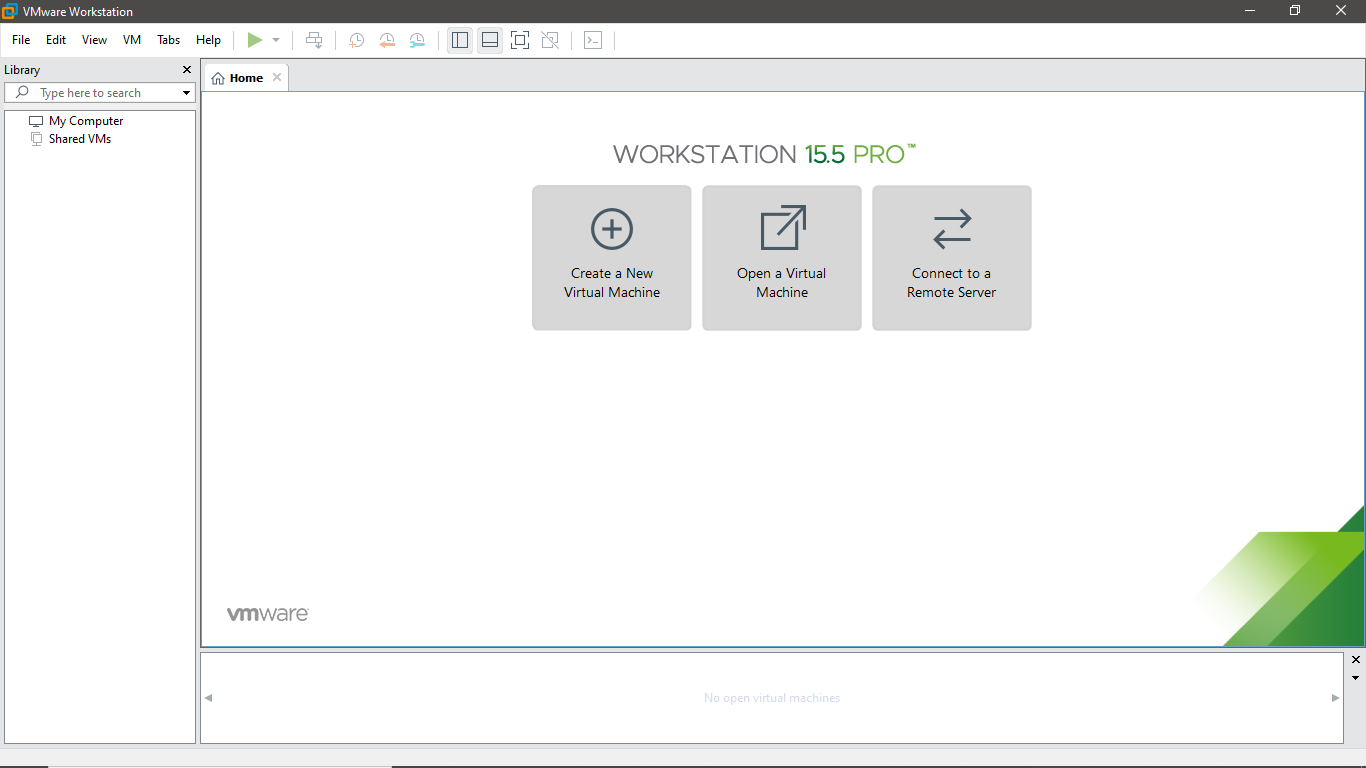 VMware Workstation
File Edit View VM Tabs Help
Library
Type here to search
My Computer
Shared VMs
Home
WORKSTATION 15.5 PRO™
Create a New
Virtual Machine
Open a Virtual
Machine
Connect to a
Remote Server
vmware
No open virtual machines